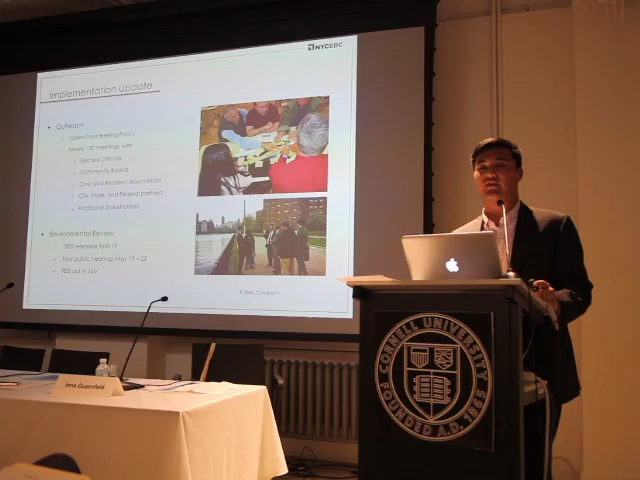 NYCEDC
Implementation Update
• Outreach:
– Open-Door Briefing Policy
– Nearly 150 meetings with
– Elected Officials
– Community Boards
– Civic and Resident Associations
– City, State, and Federal partners
– Additional Stakeholders
• Environmental Review:
– DEIS released April 19
– Four public hearings May 19 – 25
– FEIS out in July
Public Outreach
CORNELL UNIVERSITY
FOUNDED A.D. 1865
Inna Guzenfeld